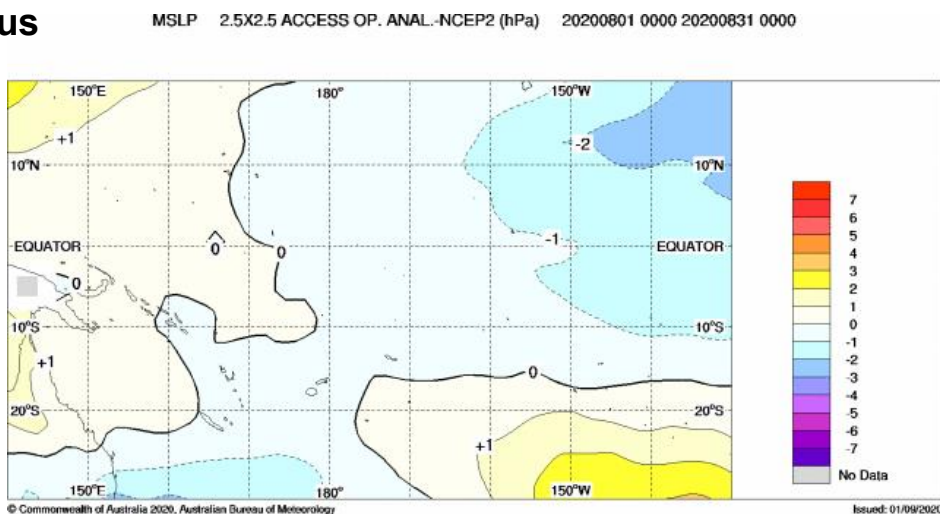 us
MSLP 2.5X2.5 ACCESS OP. ANAL.-NCEP2 (hPa) 20200801 0000 20200831 0000
150°E 180° 150°W
+1 -2
10°N 10°N
EQUATOR 0 0 -1 EQUATOR
0
10°S 10°S
+1 0
20°S 20°S
+1
150°E 180° 150°W
7
6
5
4
3
2
1
0
-1
-2
-3
-4
-5
-6
-7
No Data
© Commonwealth of Australia 2020, Australian Bureau of Meteorology Issued: 01/09/2020